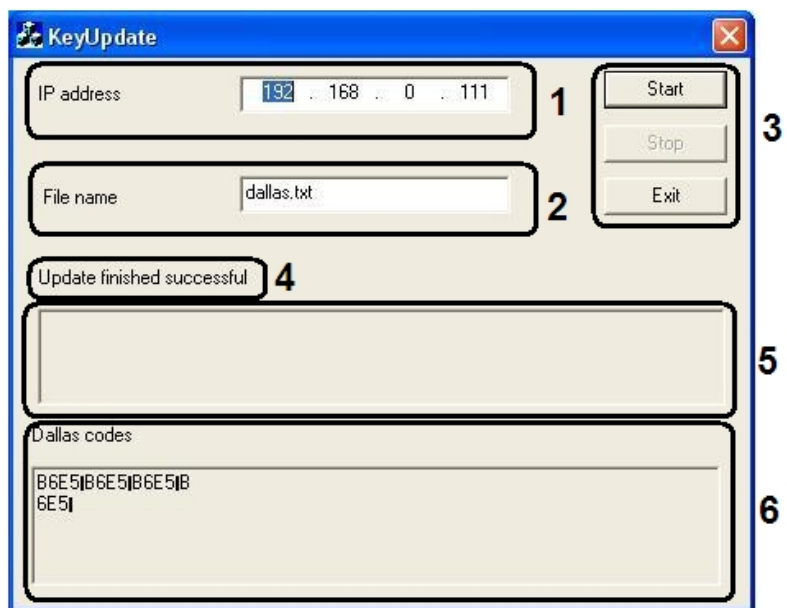 KeyUpdate
IP address
192 . 168 . 0 . 111
1
Start
3
Stop
File name
dallas.txt
2
Exit
Update finished successful
4
5
Dallas codes
B6E5|B6E5|B6E5|B
6E5|
6